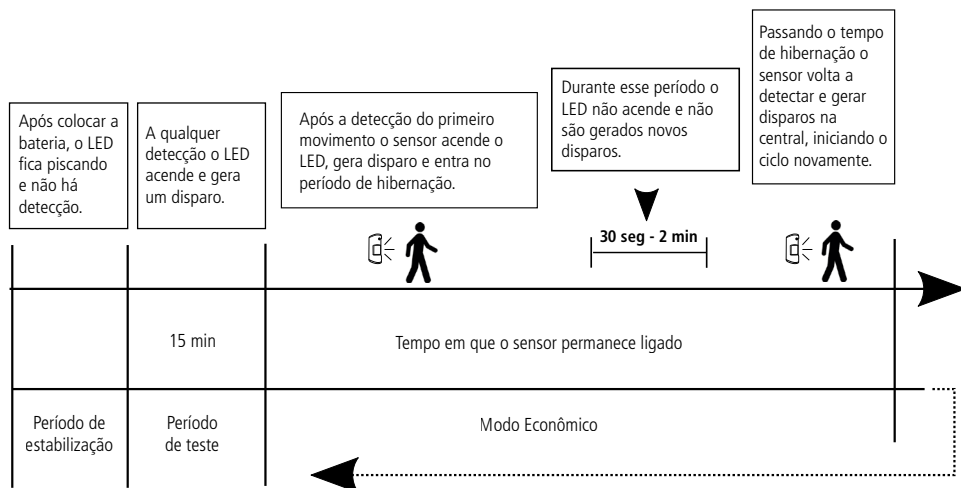 Após colocar a
bateria, o LED
fica piscando
e não há
detecção.
A qualquer
detecção o LED
acende e gera
um disparo.
Após a detecção do primeiro
movimento o sensor acende o
LED, gera disparo e entra no
período de hibernação.
Durante esse período o
LED não acende e não
são gerados novos
disparos.
Passando o tempo
de hibernação o
sensor volta a
detectar e gerar
disparos na
central, iniciando o
ciclo novamente.
30 seg - 2 min
15 min
Tempo em que o sensor permanece ligado
Período de
estabilização
Período
de teste
Modo Econômico